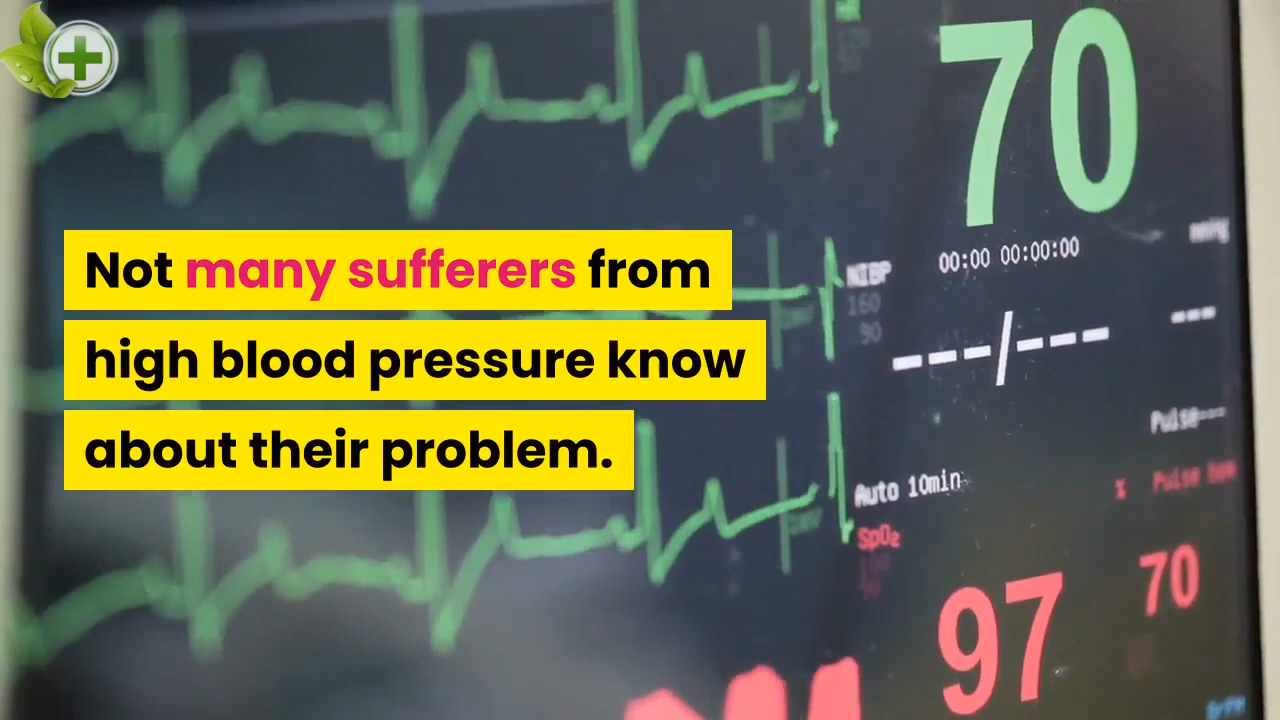 Not many sufferers from
high blood pressure know
about their problem.
70
00:00 00:00:00
NIBP
160
90
---/---
---
Pulse---
Auto 10min
SpO₂
% Pulse
97
70